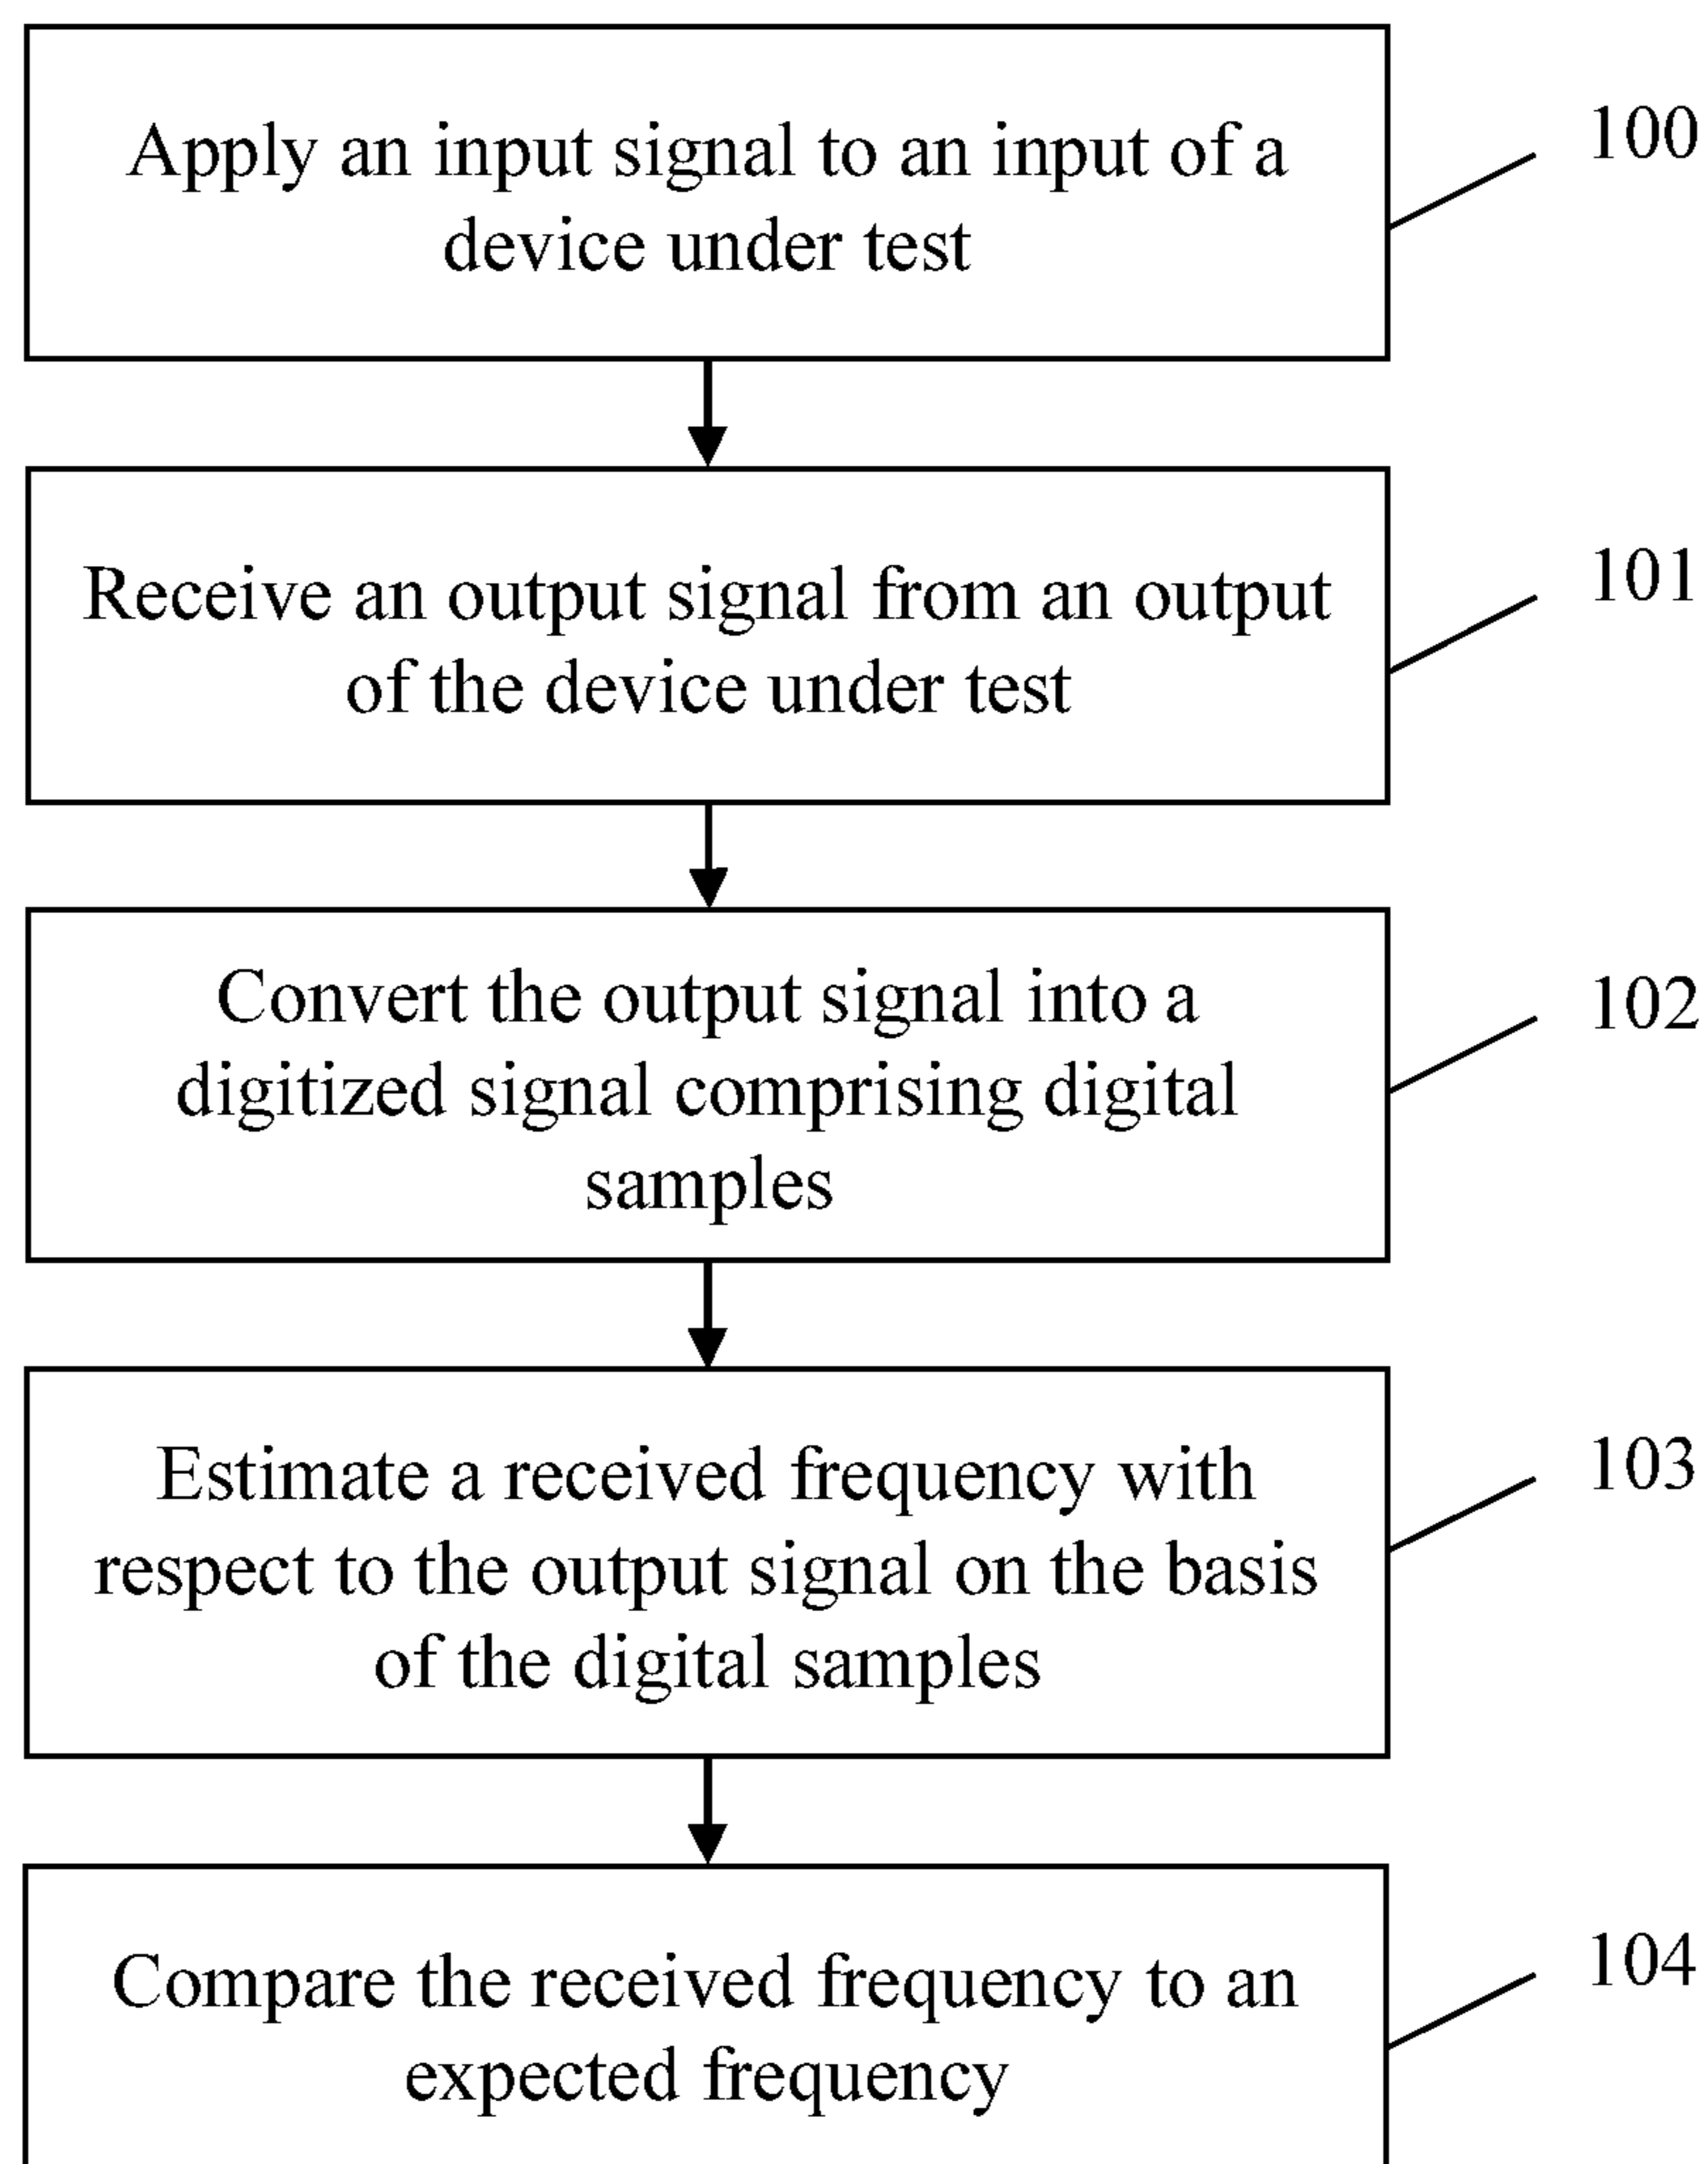 Apply an input signal to an input of a
device under test
100
Receive an output signal from an output
of the device under test
101
Convert the output signal into a
digitized signal comprising digital
samples
102
Estimate a received frequency with
respect to the output signal on the basis
of the digital samples
103
Compare the received frequency to an
expected frequency
104